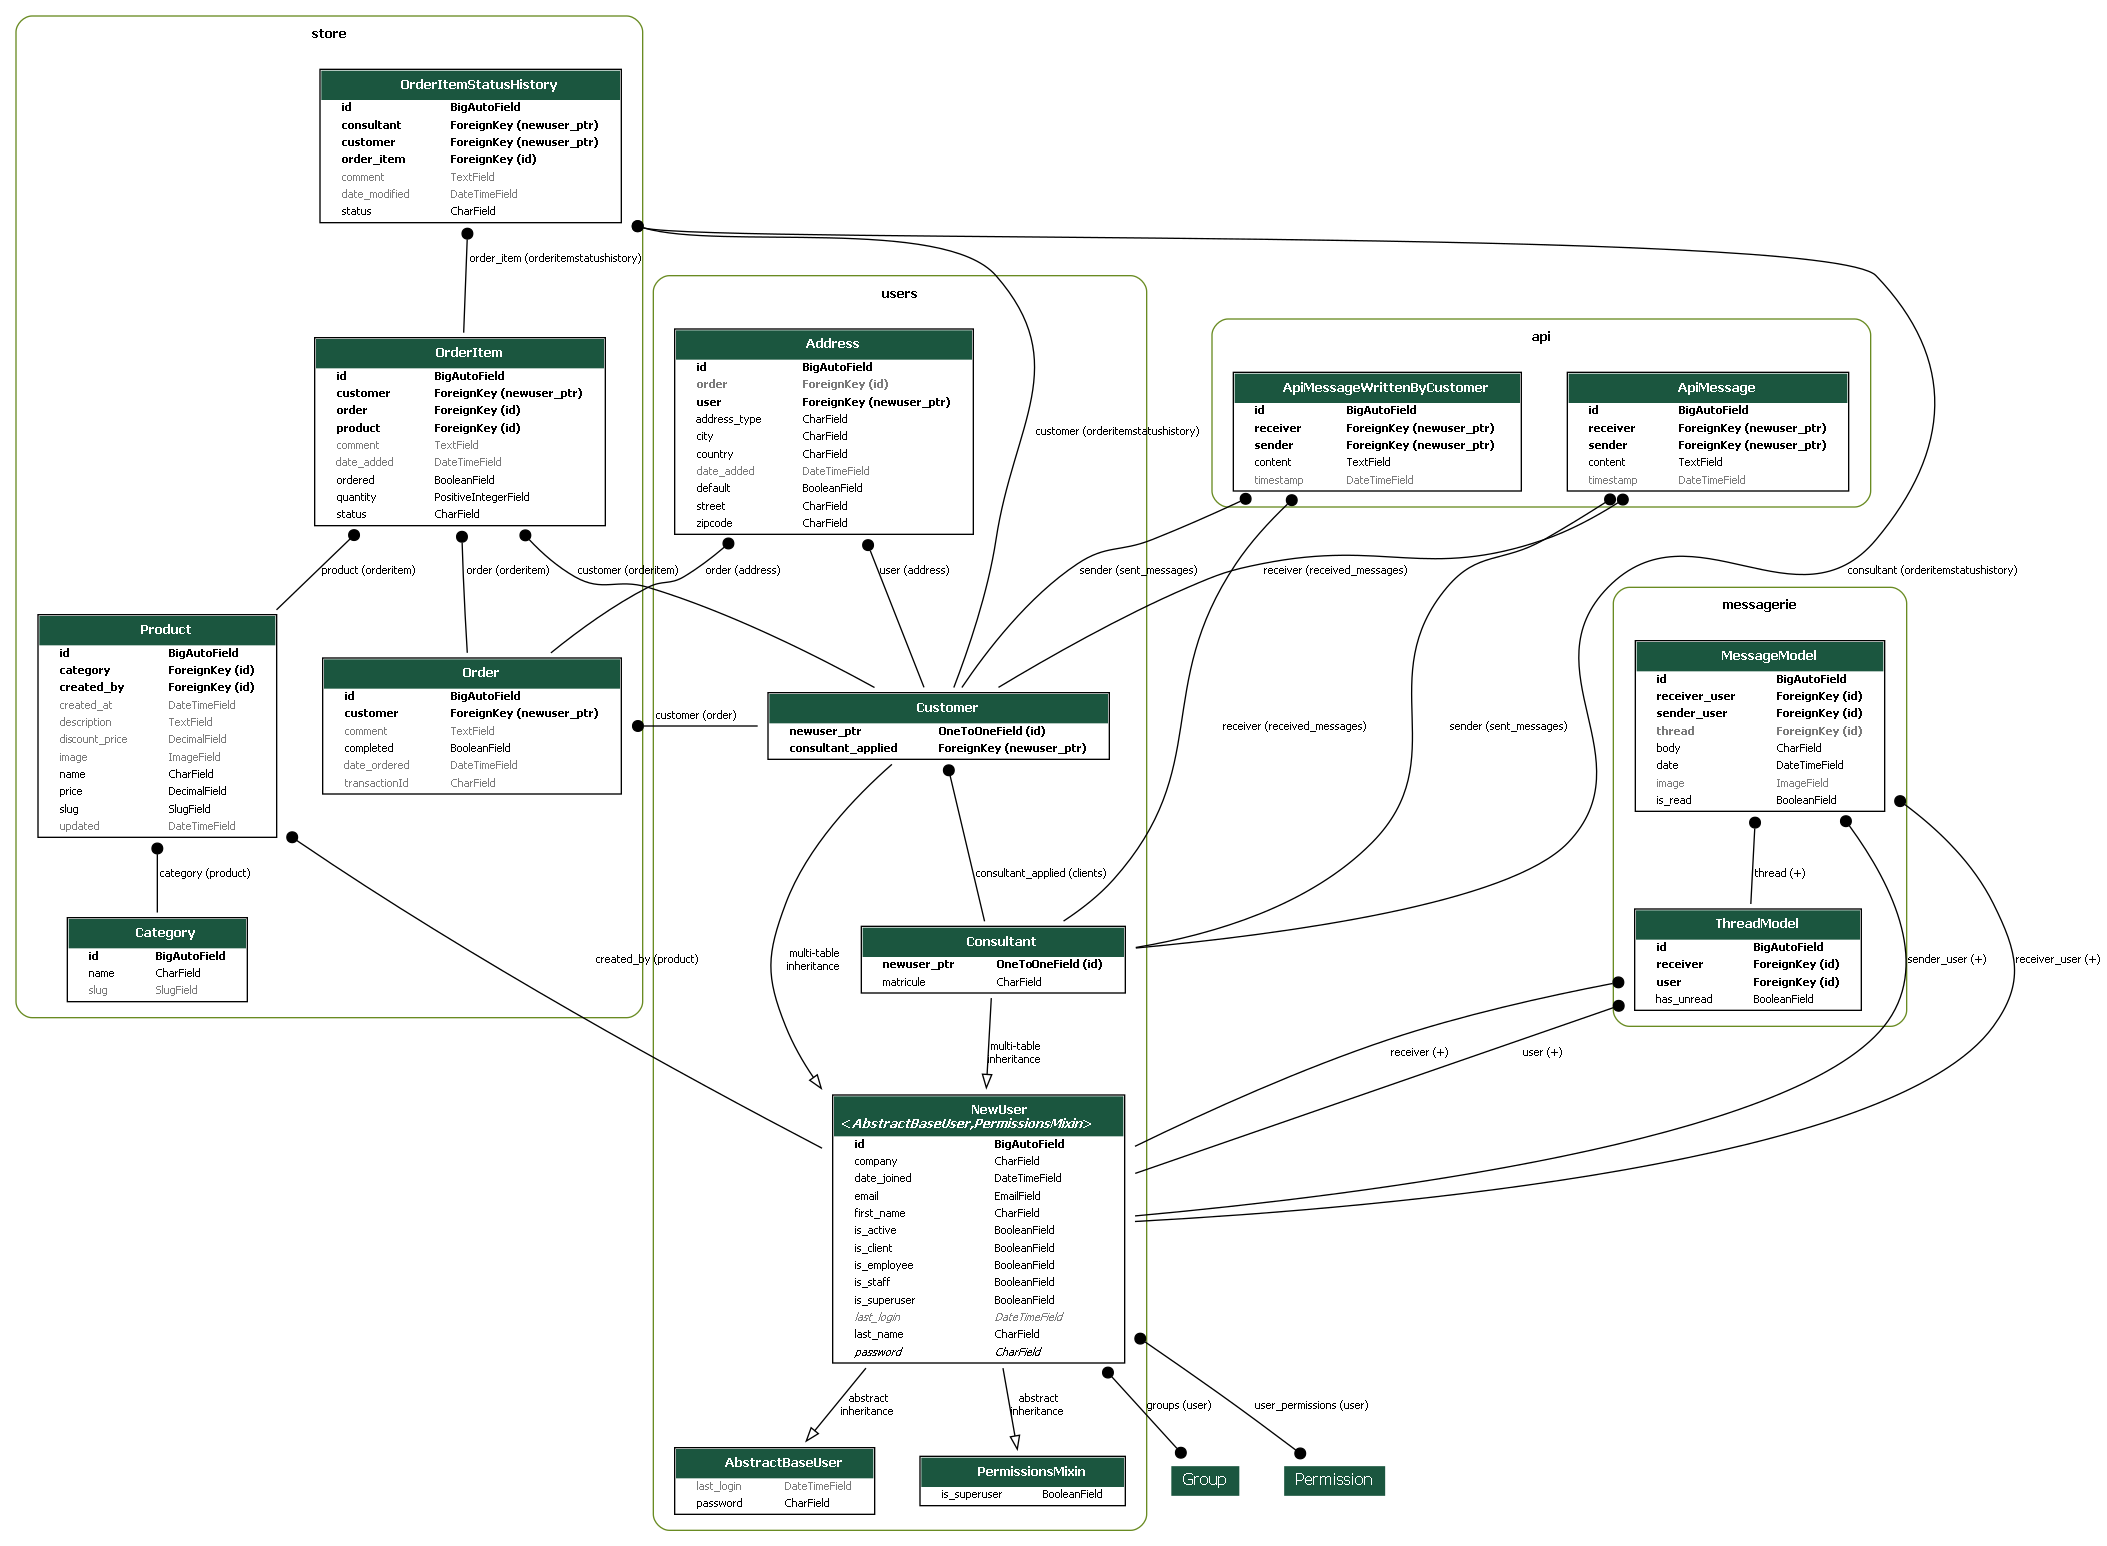 store
OrderItemStatusHistory
id BigAutoField
consultant ForeignKey (newuser_ptr)
customer ForeignKey (newuser_ptr)
order_item ForeignKey (id)
comment TextField
date_modified DateTimeField
status CharField
order_item (orderitemstatushistory)
OrderItem
id BigAutoField
customer ForeignKey (newuser_ptr)
order ForeignKey (id)
product ForeignKey (id)
comment TextField
date_added DateTimeField
ordered BooleanField
quantity PositiveIntegerField
status CharField
product (orderitem)
order (orderitem)
customer (orderitem)
Product
id BigAutoField
category ForeignKey (id)
created_by ForeignKey (id)
created_at DateTimeField
description TextField
discount_price DecimalField
image ImageField
name CharField
price DecimalField
slug SlugField
updated DateTimeField
Order
id BigAutoField
customer ForeignKey (newuser_ptr)
comment TextField
completed BooleanField
date_ordered DateTimeField
transactionId CharField
category (product)
Category
id BigAutoField
name CharField
slug SlugField
created_by (product)
customer (order)
users
Address
id BigAutoField
order ForeignKey (id)
user ForeignKey (newuser_ptr)
address_type CharField
city CharField
country CharField
date_added DateTimeField
default BooleanField
street CharField
zipcode CharField
order (address)
user (address)
customer (orderitemstatushistory)
Customer
newuser_ptr OneToOneField (id)
consultant_applied ForeignKey (newuser_ptr)
consultant_applied (clients)
multi-table
inheritance
Consultant
newuser_ptr OneToOneField (id)
matricule CharField
multi-table
inheritance
NewUser
<AbstractBaseUser,PermissionsMixin>
id BigAutoField
company CharField
date_joined DateTimeField
email EmailField
first_name CharField
is_active BooleanField
is_client BooleanField
is_employee BooleanField
is_staff BooleanField
is_superuser BooleanField
last_login DateTimeField
last_name CharField
password CharField
abstract
inheritance
abstract
inheritance
AbstractBaseUser
last_login DateTimeField
password CharField
PermissionsMixin
is_superuser BooleanField
groups (user)
user_permissions (user)
Group
Permission
api
ApiMessageWrittenByCustomer
id BigAutoField
receiver ForeignKey (newuser_ptr)
sender ForeignKey (newuser_ptr)
content TextField
timestamp DateTimeField
ApiMessage
id BigAutoField
receiver ForeignKey (newuser_ptr)
sender ForeignKey (newuser_ptr)
content TextField
timestamp DateTimeField
sender (sent_messages)
receiver (received_messages)
consultant (orderitemstatushistory)
receiver (received_messages)
sender (sent_messages)
messagerie
MessageModel
id BigAutoField
receiver_user ForeignKey (id)
sender_user ForeignKey (id)
thread ForeignKey (id)
body CharField
date DateTimeField
image ImageField
is_read BooleanField
thread (+)
ThreadModel
id BigAutoField
receiver ForeignKey (id)
user ForeignKey (id)
has_unread BooleanField
sender_user (+)
receiver_user (+)
receiver (+)
user (+)